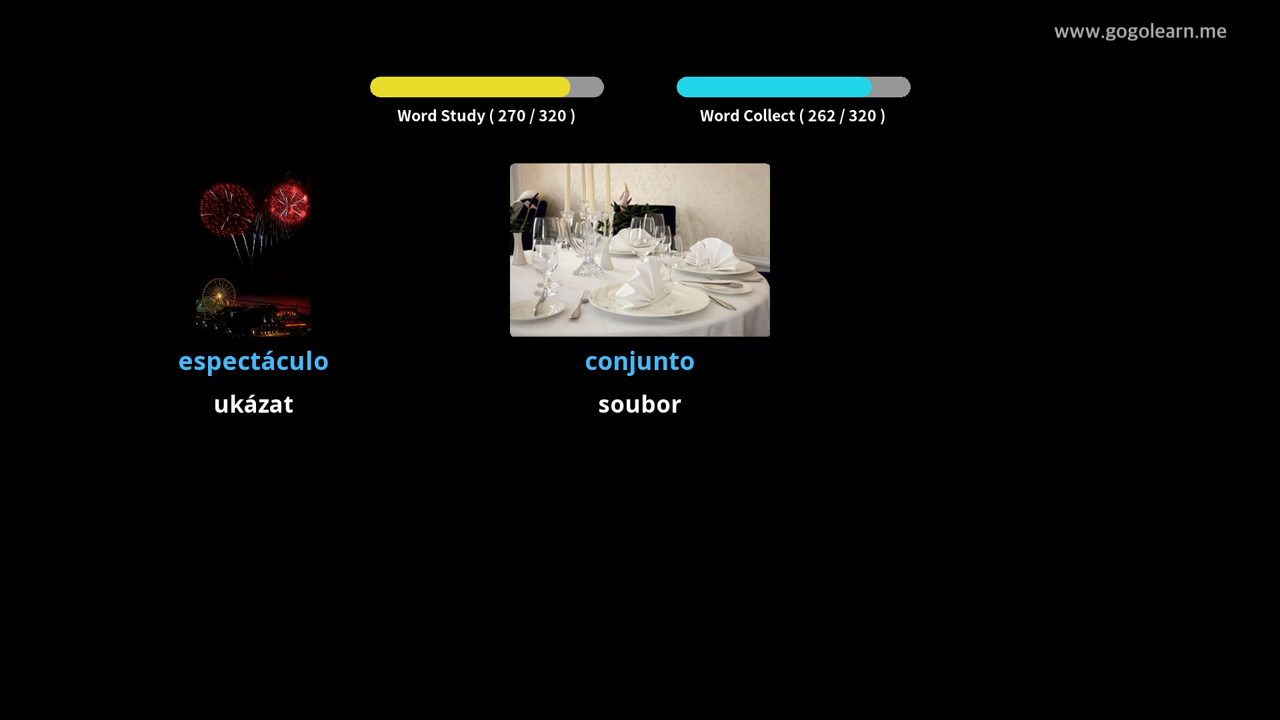 www.gogolearn.me
Word Study ( 270 / 320 )
Word Collect ( 262 / 320 )
espectáculo
ukázat
conjunto
soubor